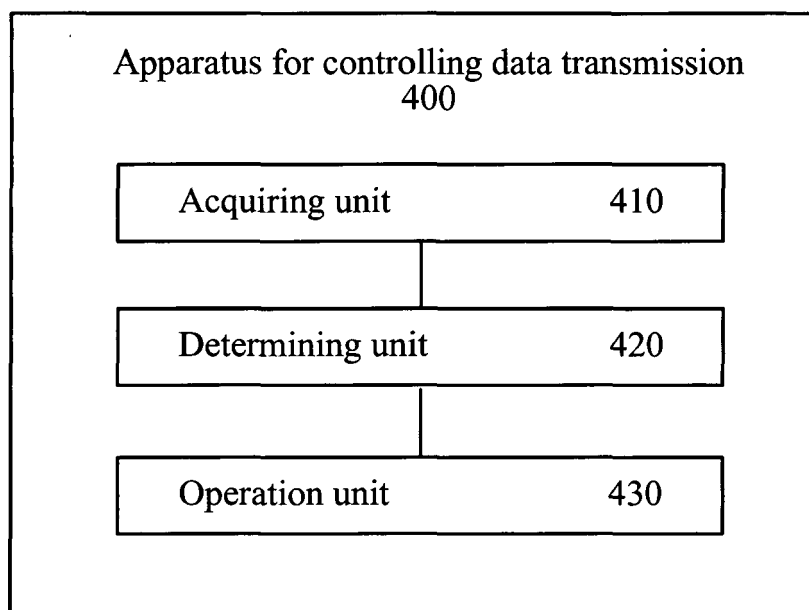 Apparatus for controlling data transmission
400
Acquiring unit 410
Determining unit 420
Operation unit 430